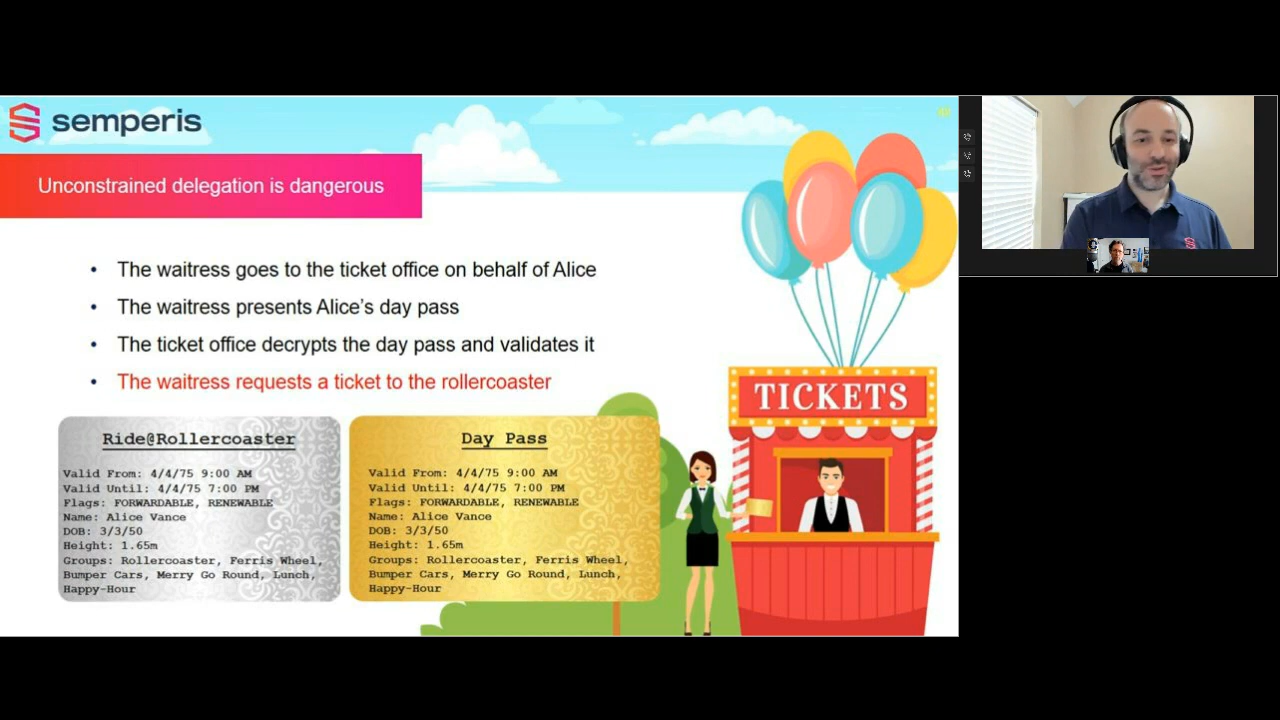 semperis
Unconstrained delegation is dangerous
• The waitress goes to the ticket office on behalf of Alice
• The waitress presents Alice's day pass
• The ticket office decrypts the day pass and validates it
• The waitress requests a ticket to the rollercoaster
TICKETS
Ride@Rollercoaster
Valid From: 4/4/75 9:00 AM
Valid Until: 4/4/75 7:00 PM
Flags: FORWARDABLE, RENEWABLE
Name: Alice Vance
DOB: 3/3/50
Height: 1.65m
Groups: Rollercoaster, Ferris Wheel,
Bumper Cars, Merry Go Round, Lunch,
Happy-Hour
Day Pass
Valid From: 4/4/75 9:00 AM
Valid Until: 4/4/75 7:00 PM
Flags: FORWARDABLE, RENEWABLE
Name: Alice Vance
DOB: 3/3/50
Height: 1.65m
Groups: Rollercoaster, Ferris Wheel,
Bumper Cars, Merry Go Round, Lunch,
Happy-Hour